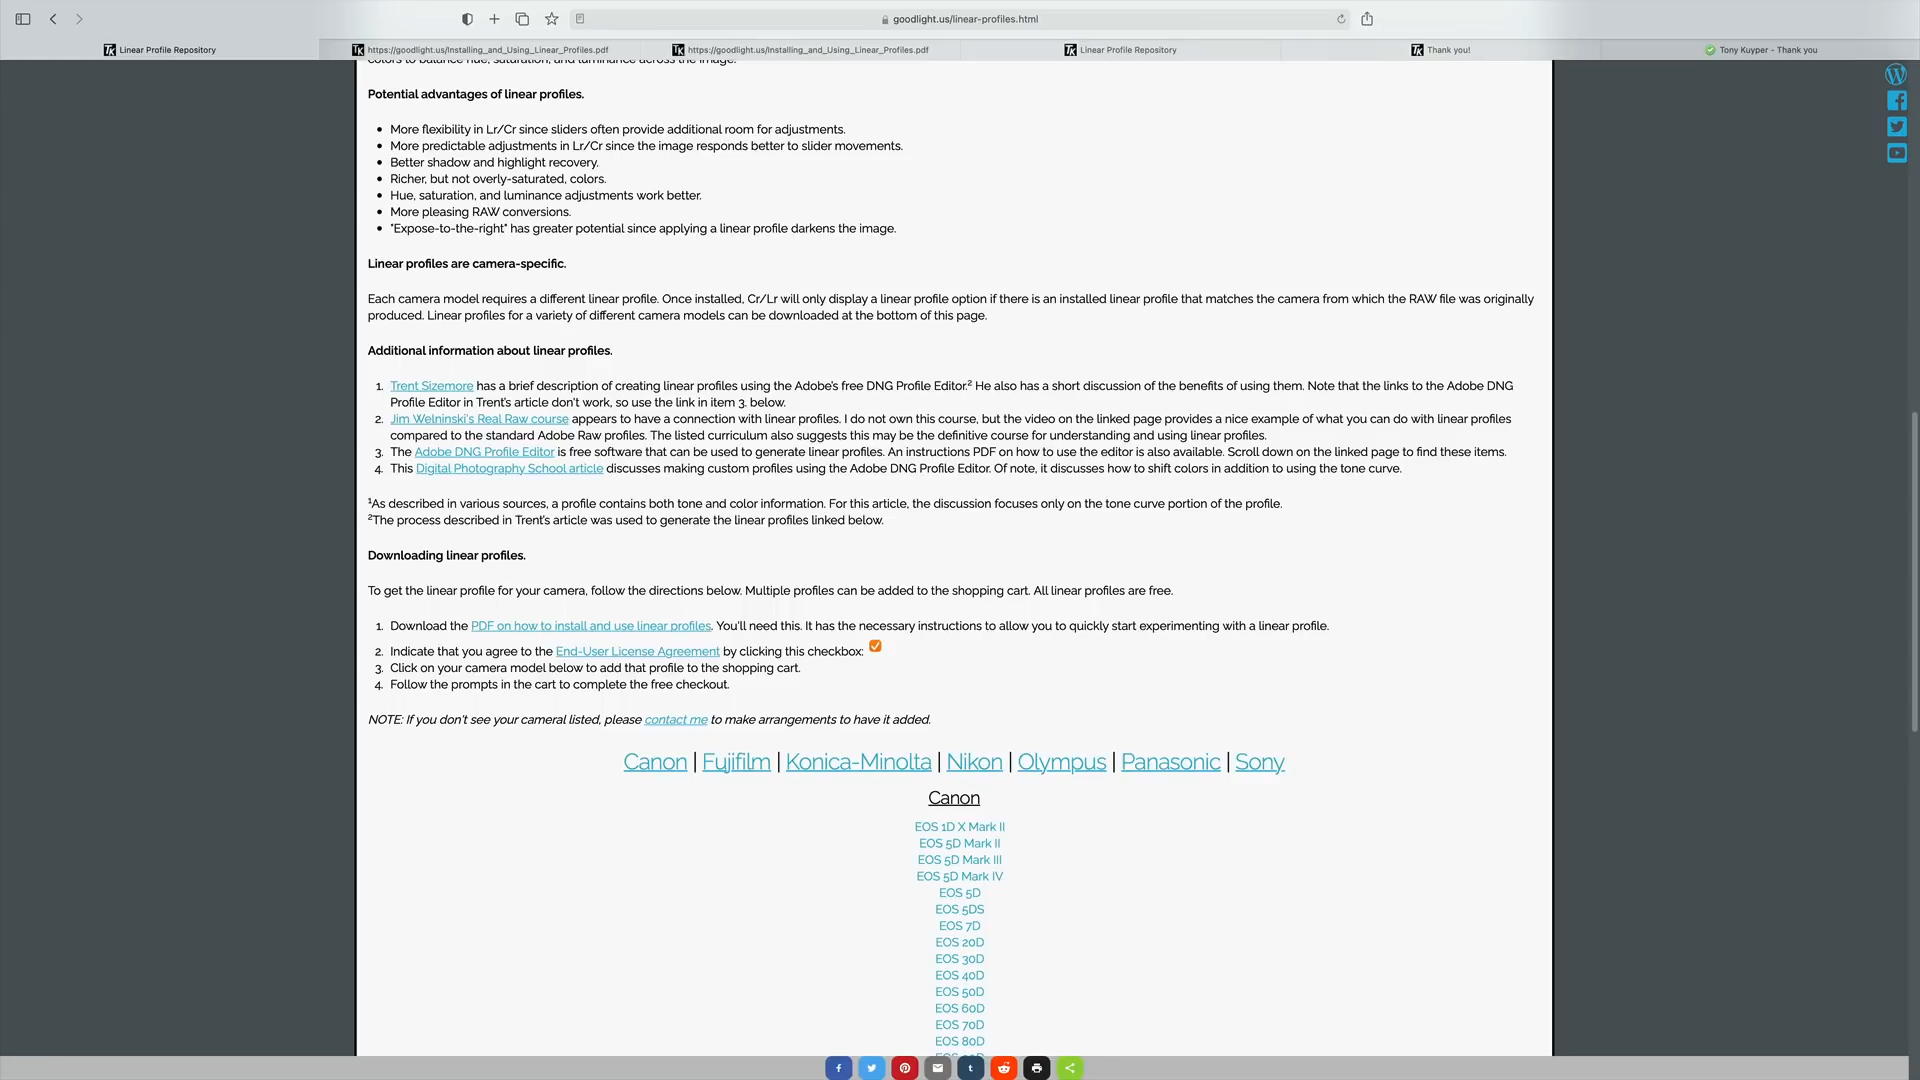 goodlight.us/linear-profiles.html
Linear Profile Repository
https://goodlight.us/Installing_and_Using_Linear_Profiles.pdf
https://goodlight.us/Installing_and_Using_Linear_Profiles.pdf
Linear Profile Repository
Thank you!
Tony Kuyper - Thank you
colors to balance hue, saturation, and luminance across the image.
Potential advantages of linear profiles.
More flexibility in Lr/Cr since sliders often provide additional room for adjustments.
More predictable adjustments in Lr/Cr since the image responds better to slider movements.
Better shadow and highlight recovery.
Richer, but not overly-saturated, colors.
Hue, saturation, and luminance adjustments work better.
More pleasing RAW conversions.
"Expose-to-the-right" has greater potential since applying a linear profile darkens the image.
Linear profiles are camera-specific.
Each camera model requires a different linear profile. Once installed, Cr/Lr will only display a linear profile option if there is an installed linear profile that matches the camera from which the RAW file was originally
produced. Linear profiles for a variety of different camera models can be downloaded at the bottom of this page.
Additional information about linear profiles.
1. Trent Sizemore has a brief description of creating linear profiles using the Adobe's free DNG Profile Editor.² He also has a short discussion of the benefits of using them. Note that the links to the Adobe DNG
Profile Editor in Trent's article don't work, so use the link in item 3. below.
2. Jim Welninski's Real Raw course appears to have a connection with linear profiles. I do not own this course, but the video on the linked page provides a nice example of what you can do with linear profiles
compared to the standard Adobe Raw profiles. The listed curriculum also suggests this may be the definitive course for understanding and using linear profiles.
3. The Adobe DNG Profile Editor is free software that can be used to generate linear profiles. An instructions PDF on how to use the editor is also available. Scroll down on the linked page to find these items.
4. This Digital Photography School article discusses making custom profiles using the Adobe DNG Profile Editor. Of note, it discusses how to shift colors in addition to using the tone curve.
¹As described in various sources, a profile contains both tone and color information. For this article, the discussion focuses only on the tone curve portion of the profile.
²The process described in Trent's article was used to generate the linear profiles linked below.
Downloading linear profiles.
To get the linear profile for your camera, follow the directions below. Multiple profiles can be added to the shopping cart. All linear profiles are free.
1. Download the PDF on how to install and use linear profiles. You'll need this. It has the necessary instructions to allow you to quickly start experimenting with a linear profile.
2. Indicate that you agree to the End-User License Agreement by clicking this checkbox:
3. Click on your camera model below to add that profile to the shopping cart.
4. Follow the prompts in the cart to complete the free checkout.
NOTE: If you don't see your cameral listed, please contact me to make arrangements to have it added.
Canon | Fujifilm | Konica-Minolta | Nikon | Olympus | Panasonic | Sony
Canon
EOS 1D X Mark II
EOS 5D Mark II
EOS 5D Mark III
EOS 5D Mark IV
EOS 5D
EOS 5DS
EOS 7D
EOS 20D
EOS 30D
EOS 40D
EOS 50D
EOS 60D
EOS 70D
EOS 80D